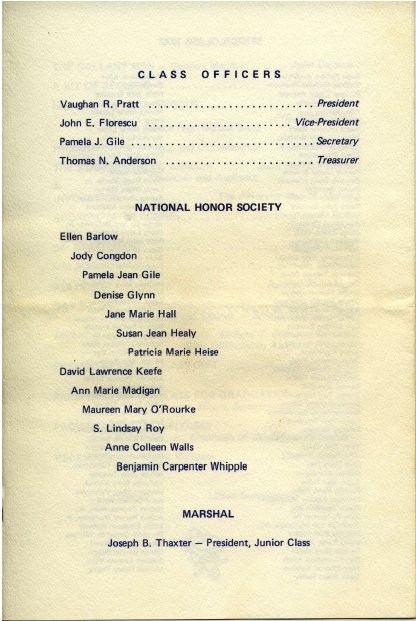 CLASS OFFICERS
Vaughan R. Pratt ............................. President
John E. Florescu ......................... Vice-President
Pamela J. Gile ................................ Secretary
Thomas N. Anderson .......................... Treasurer
NATIONAL HONOR SOCIETY
Ellen Barlow
Jody Congdon
Pamela Jean Gile
Denise Glynn
Jane Marie Hall
Susan Jean Healy
Patricia Marie Heise
David Lawrence Keefe
Ann Marie Madigan
Maureen Mary O'Rourke
S. Lindsay Roy
Anne Colleen Walls
Benjamin Carpenter Whipple
MARSHAL
Joseph B. Thaxter — President, Junior Class